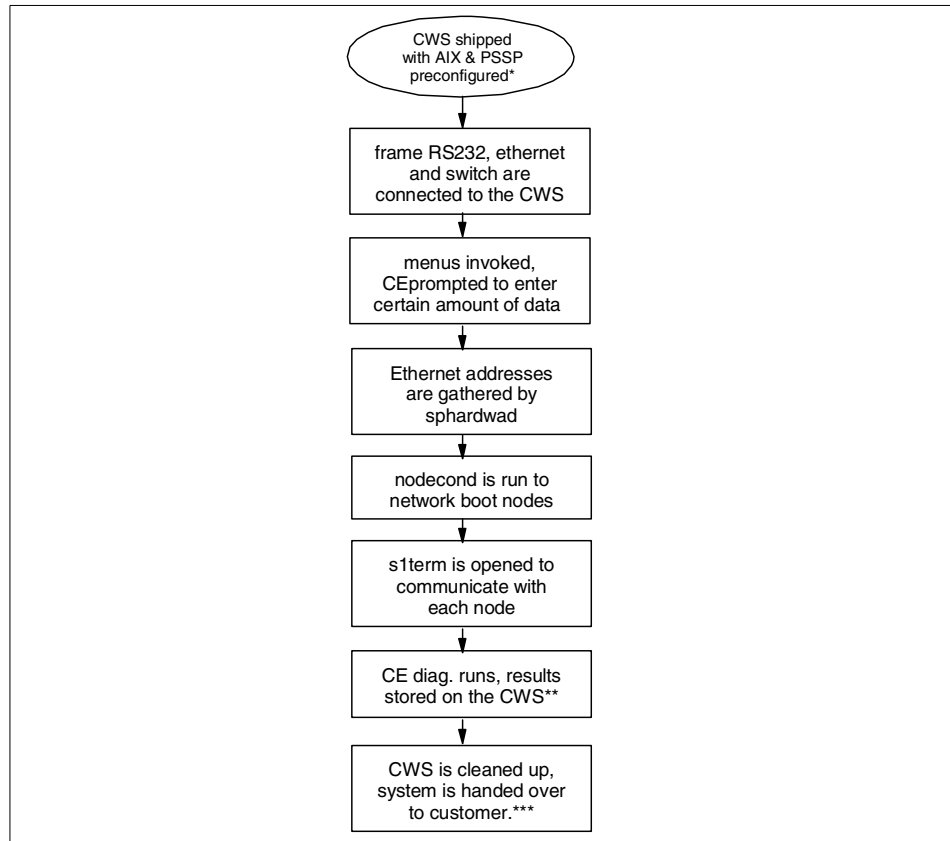 CWS shipped
with AIX & PSSP
preconfigured*
frame RS232, ethernet
and switch are
connected to the CWS
menus invoked,
CEprompted to enter
certain amount of data
Ethernet addresses
are gathered by
sphardwad
nodecond is run to
network boot nodes
s1term is opened to
communicate with
each node
CE diag. runs, results
stored on the CWS**
CWS is cleaned up,
system is handed over
to customer.***